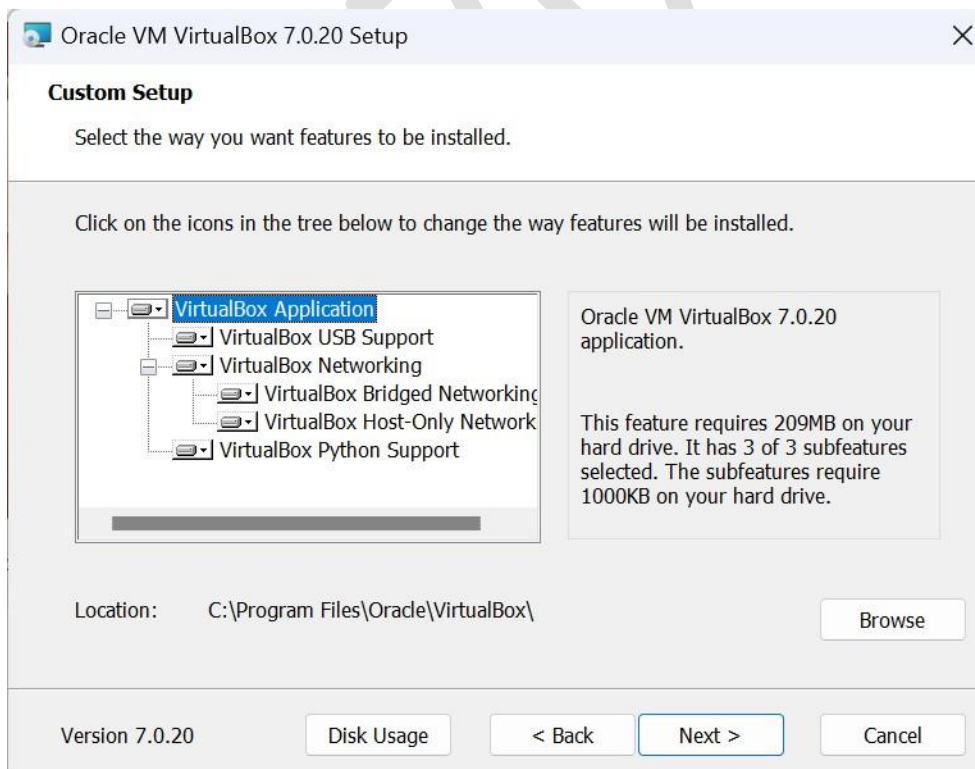 Oracle VM VirtualBox 7.0.20 Setup
Custom Setup
Select the way you want features to be installed.
Click on the icons in the tree below to change the way features will be installed.
VirtualBox Application
VirtualBox USB Support
VirtualBox Networking
VirtualBox Bridged Networking
VirtualBox Host-Only Network
VirtualBox Python Support
Oracle VM VirtualBox 7.0.20
application.
This feature requires 209MB on your
hard drive. It has 3 of 3 subfeatures
selected. The subfeatures require
1000KB on your hard drive.
Location: C:\Program Files\Oracle\VirtualBox\
Browse
Version 7.0.20 Disk Usage < Back Next > Cancel